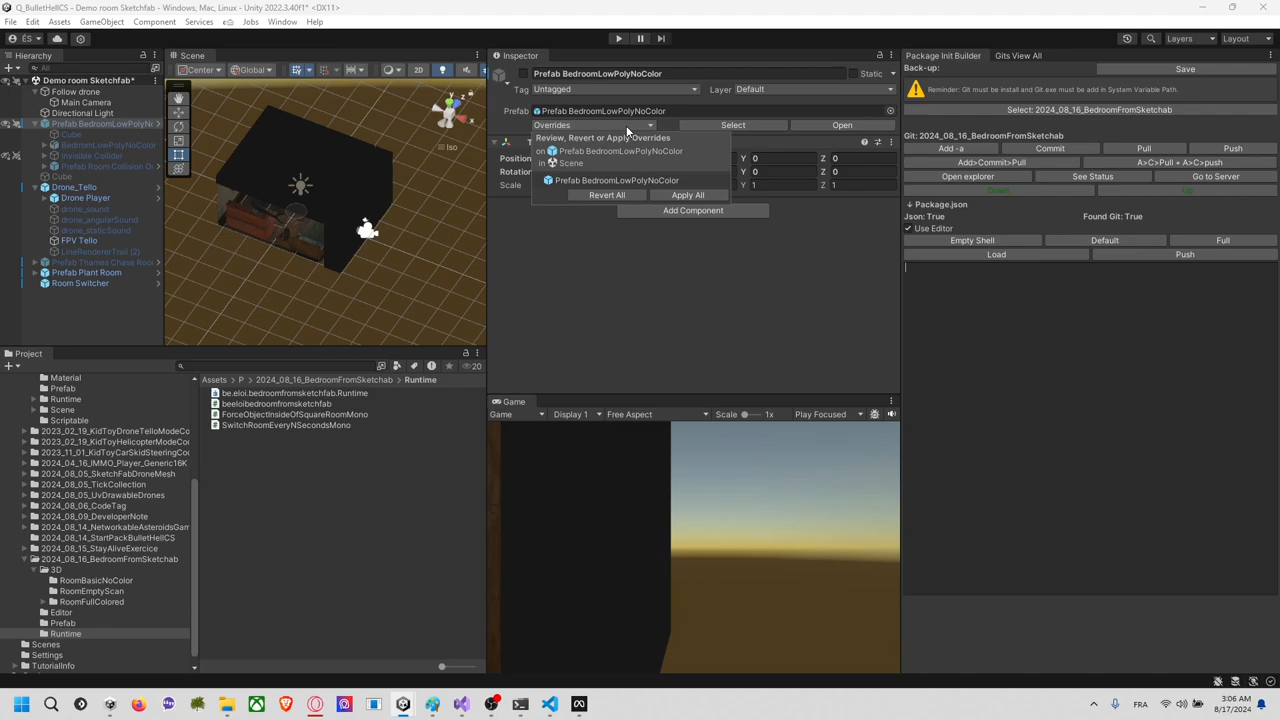 Q_BulletHellCS - Demo room Sketchfab - Windows, Mac, Linux - Unity 2022.3.40f1* <DX11>
File Edit Assets GameObject Component Services Jobs Window Help
ÉS
Layers Layout
Hierarchy
All
Demo room Sketchfab*
Follow drone
Main Camera
Directional Light
Prefab BedroomLowPolyNo
Cube
BedroomLowPolyNoColor
Invisible Collider
Prefab Room Collision
Drone_Tello
Drone Player
drone_sound
drone_angularSound
drone_staticSound
FPV Tello
LineRendererTrail (2)
Prefab Thames Chase Roo
Prefab Plant Room
Room Switcher
Scene
Center Global 2D
Iso
Inspector
Prefab BedroomLowPolyNoColor Static
Tag Untagged Layer Default
Prefab Prefab BedroomLowPolyNoColor
Overrides Select Open
Review, Revert or Apply Overrides
on Prefab BedroomLowPolyNoColor
in Scene
Prefab BedroomLowPolyNoColor
Revert All Apply All
Position Y 0 Z 0
Rotation Y 0 Z 0
Scale Y 1 Z 1
Add Component
Package Init Builder Gits View All
Back-up: Save
Reminder: Git must be install and Git.exe must be add in System Variable Path.
Select: 2024_08_16_BedroomFromSketchab
Git: 2024_08_16_BedroomFromSketchab
Add -a Commit Pull Push
Add>Commit>Pull A>C>Pull + A>C>push
Open explorer See Status Go to Server
Down Up
Package.json
Json: True Found Git: True
Use Editor
Empty Shell Default Full
Load Push
Project
20
Material
Prefab
Runtime
Scene
Scriptable
2023_02_19_KidToyDroneTelloModeCo
2023_02_19_KidToyHelicopterModeCo
2023_11_01_KidToyCarSkidSteeringCo
2024_04_16_IMMO_Player_Generic16K
2024_08_05_SketchFabDroneMesh
2024_08_05_TickCollection
2024_08_05_UvDrawableDrones
2024_08_06_CodeTag
2024_08_09_DeveloperNote
2024_08_14_NetworkableAsteroidsGam
2024_08_14_StartPackBulletHellCS
2024_08_15_StayAliveExercice
2024_08_16_BedroomFromSketchab
3D
RoomBasicNoColor
RoomEmptyScan
RoomFullColored
Editor
Prefab
Runtime
Scenes
Settings
TutorialInfo
Assets P 2024_08_16_BedroomFromSketchab Runtime
be.eloi.bedroomfromsketchfab.Runtime
beeloibedroomfromsketchfab
ForceObjectInsideOfSquareRoomMono
SwitchRoomEveryNSecondsMono
Game
Game Display 1 Free Aspect Scale 1x Play Focused
FRA
3:06 AM
8/17/2024